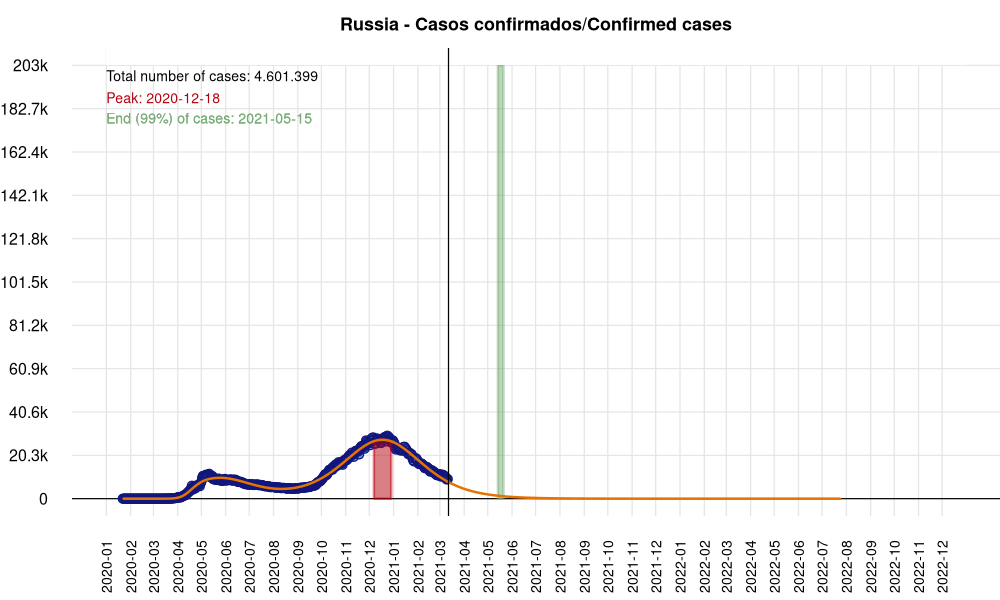 Russia - Casos confirmados/Confirmed cases
Total number of cases: 4.601.399
Peak: 2020-12-18
End (99%) of cases: 2021-05-15
203k
182.7k
162.4k
142.1k
121.8k
101.5k
81.2k
60.9k
40.6k
20.3k
0
2020-01
2020-02
2020-03
2020-04
2020-05
2020-06
2020-07
2020-08
2020-09
2020-10
2020-11
2020-12
2021-01
2021-02
2021-03
2021-04
2021-05
2021-06
2021-07
2021-08
2021-09
2021-10
2021-11
2021-12
2022-01
2022-02
2022-03
2022-04
2022-05
2022-06
2022-07
2022-08
2022-09
2022-10
2022-11
2022-12